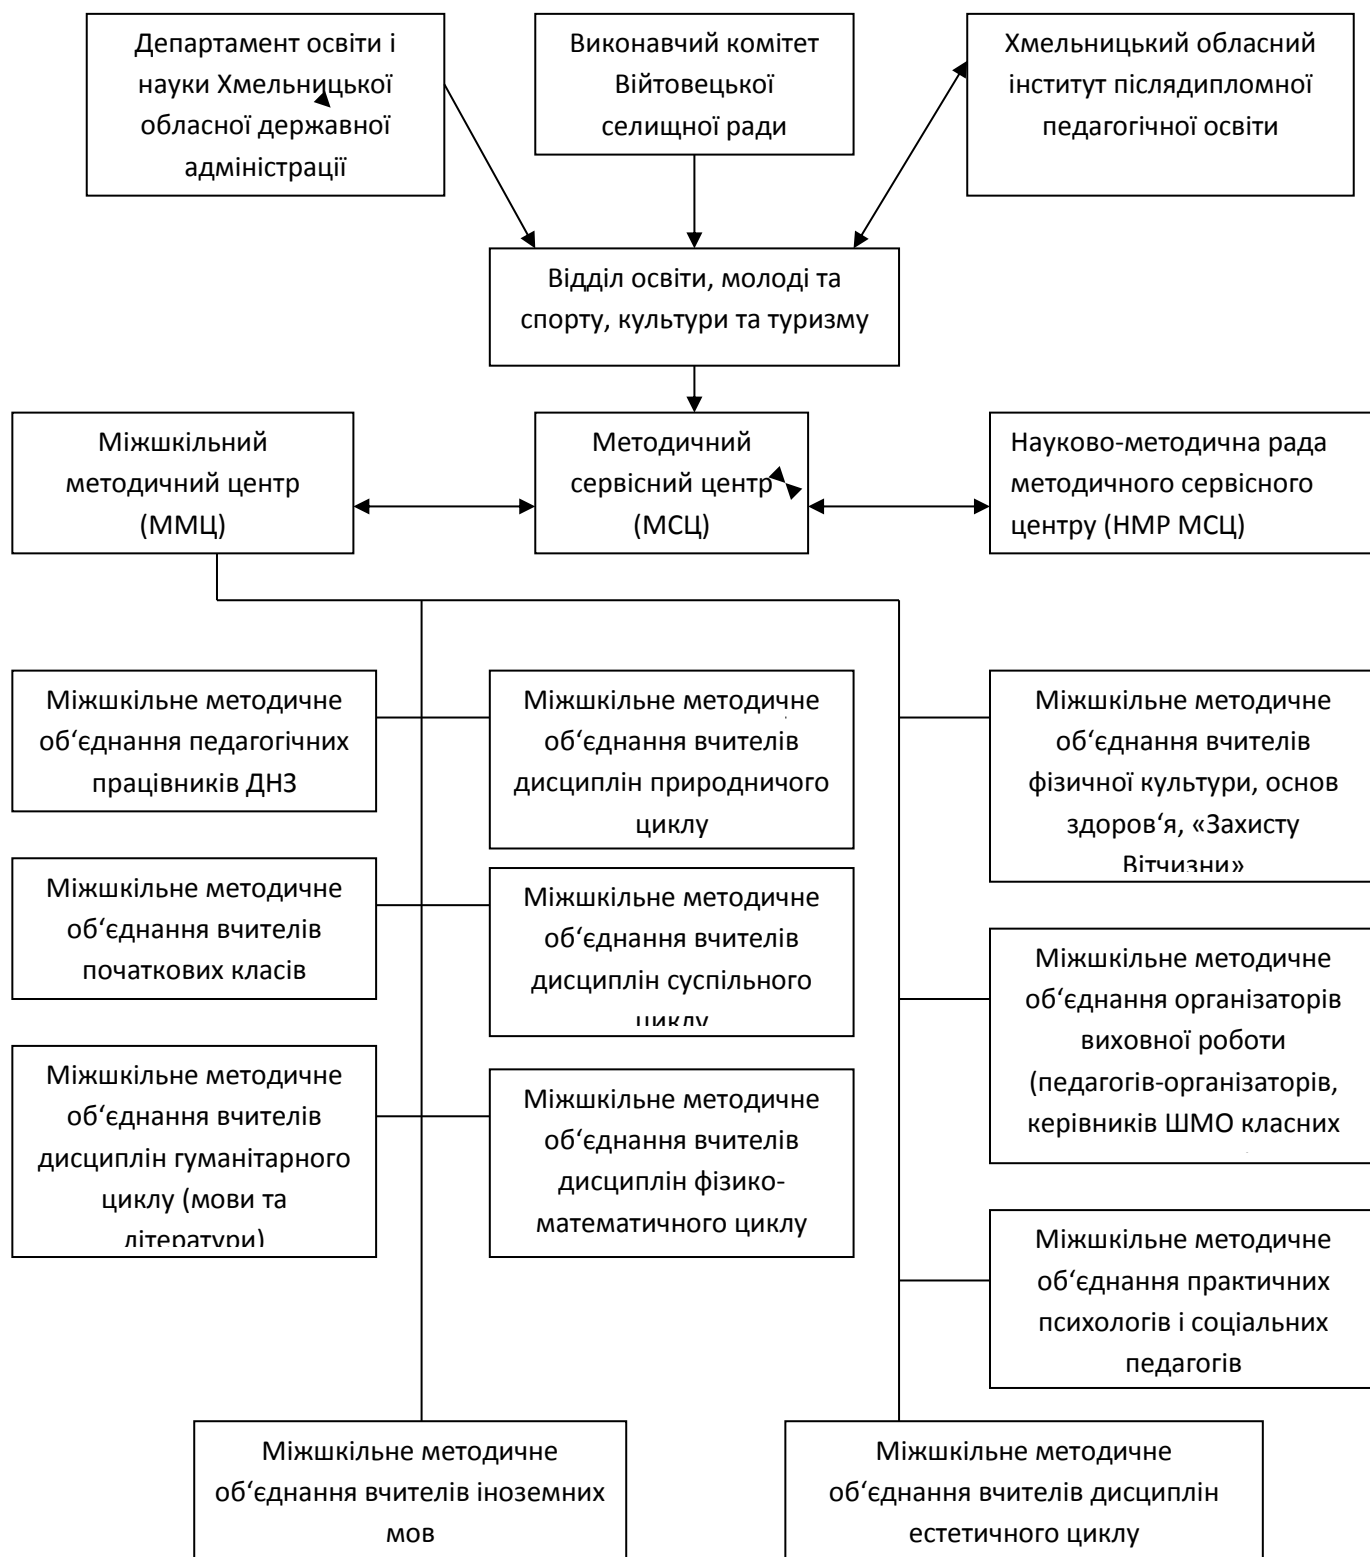 Департамент освіти і
науки Хмельницької
обласної державної
адміністрації
Виконавчий комітет
Війтовецької
селищної ради
Хмельницький обласний
інститут післядипломної
педагогічної освіти
Відділ освіти, молоді та
спорту, культури та туризму
Міжшкільний
методичний центр
(ММЦ)
Методичний
сервісний центр
(МСЦ)
Науково-методична рада
методичного сервісного
центру (НМР МСЦ)
Міжшкільне методичне
об‘єднання педагогічних
працівників ДНЗ
Міжшкільне методичне
об‘єднання вчителів
дисциплін природничого
циклу
Міжшкільне методичне
об‘єднання вчителів
фізичної культури, основ
здоров‘я, «Захисту
Вітчизни»
Міжшкільне методичне
об‘єднання вчителів
початкових класів
Міжшкільне методичне
об‘єднання вчителів
дисциплін суспільного
циклу
Міжшкільне методичне
об‘єднання організаторів
виховної роботи
(педагогів-організаторів,
керівників ШМО класних
Міжшкільне методичне
об‘єднання вчителів
дисциплін гуманітарного
циклу (мови та
літератури)
Міжшкільне методичне
об‘єднання вчителів
дисциплін фізико-
математичного циклу
Міжшкільне методичне
об‘єднання практичних
психологів і соціальних
педагогів
Міжшкільне методичне
об‘єднання вчителів іноземних
мов
Міжшкільне методичне
об‘єднання вчителів дисциплін
естетичного циклу